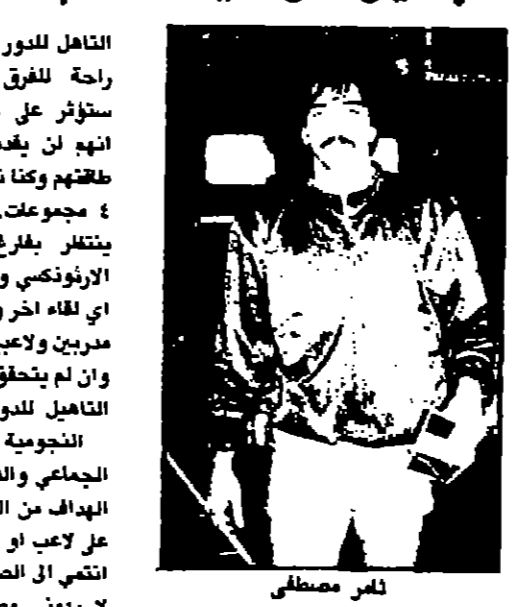 التاهل للدور
راحة للفرق
ستؤثر على
انهم لن يقد
طاقتهم وكنا
٤ مجموعات
ينتظر بفارغ
الارثوذكسي و
اي لقاء اخر و
مدربين ولاعب
وان لم يتحقق
التاهيل للدو
النجومية
الجماعي وال
الهداف من ال
على لاعب او
انتمي الى الص
ثامر مصطفى